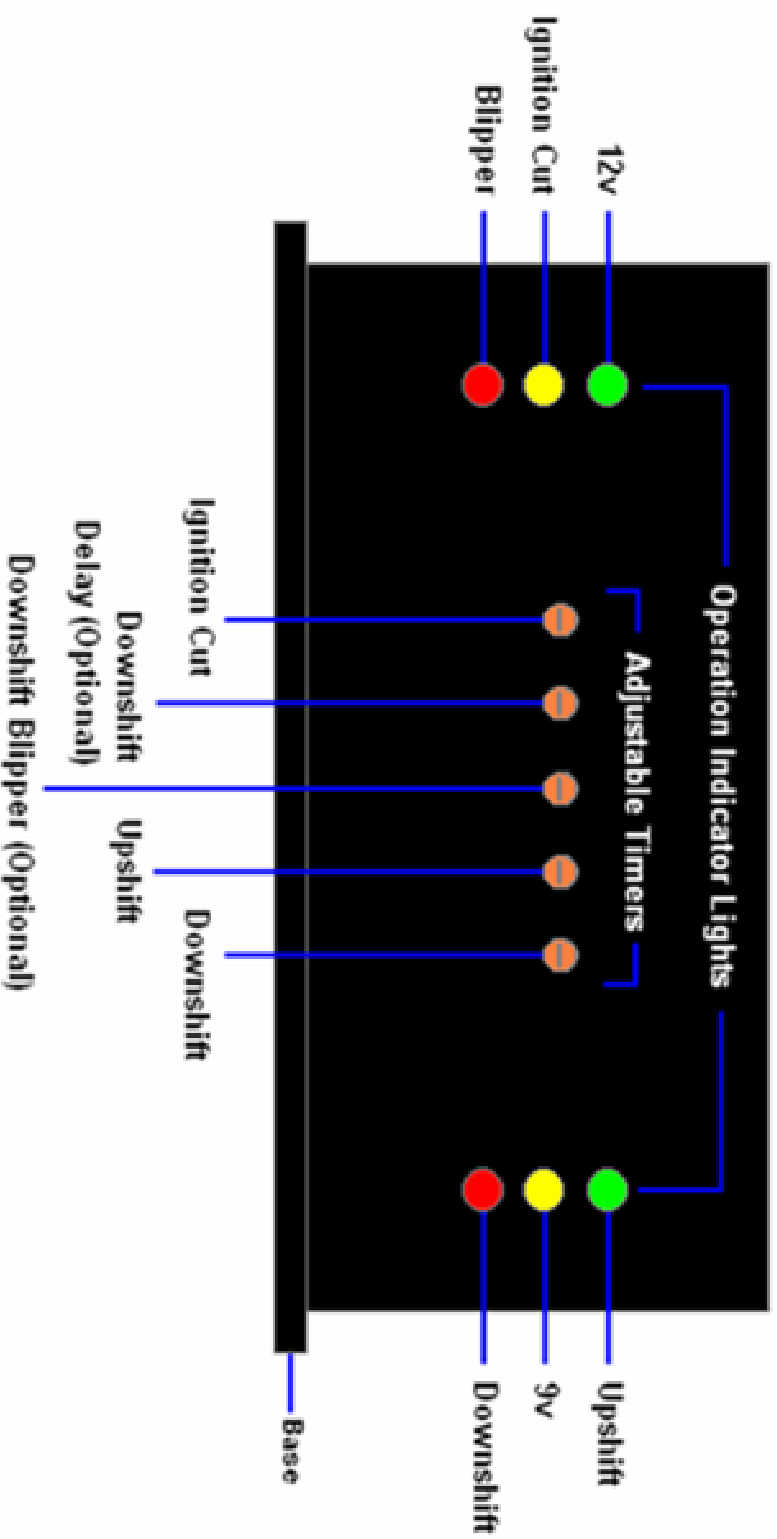 Operation Indicator Lights
12v
Ignition Cut
Blipper
Adjustable Timers
Upshift
9v
Downshift
Base
Ignition Cut
Downshift
Delay (Optional)
Downshift Blipper (Optional)
Upshift
Downshift